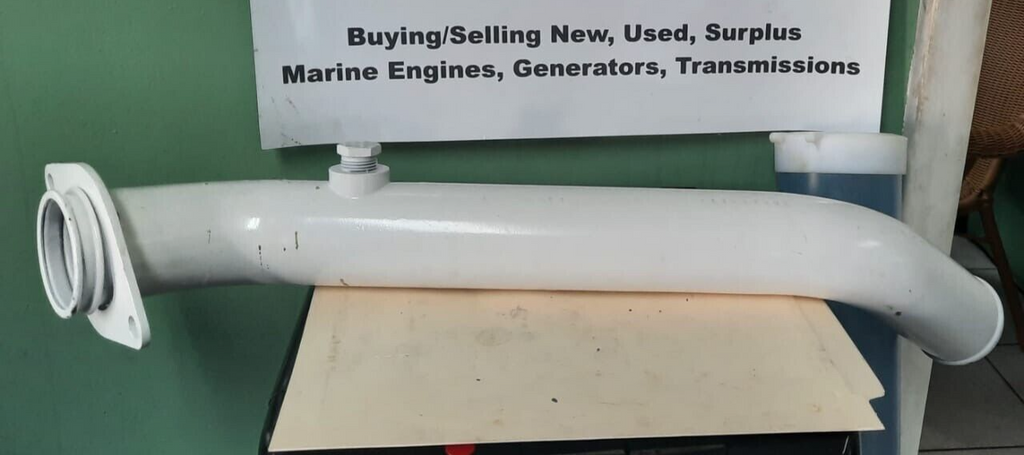 Buying/Selling New, Used, Surplus
Marine Engines, Generators, Transmissions